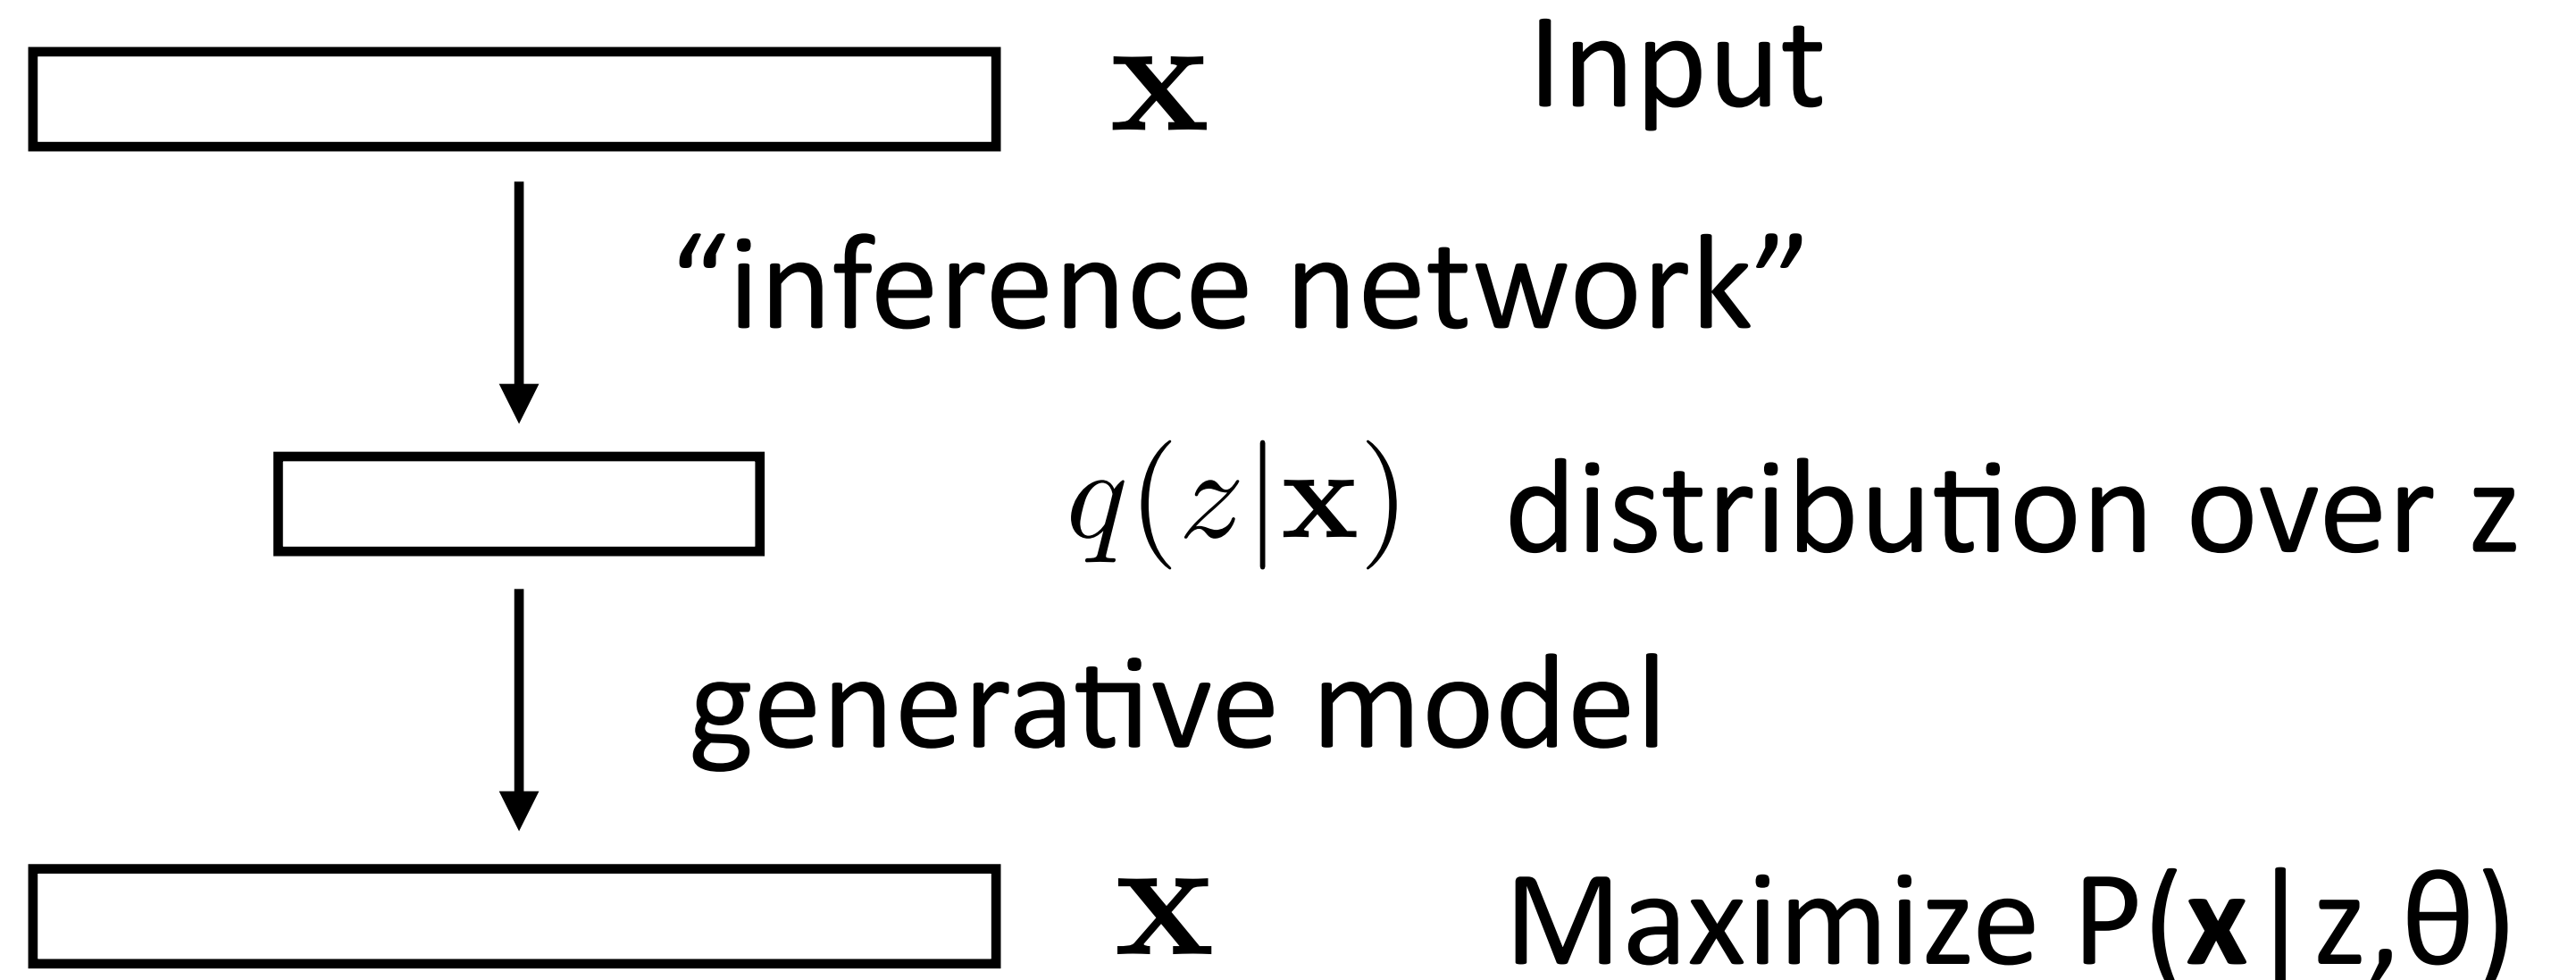 x Input
“inference network”
q(z|x) distribution over z
generative model
x Maximize P(x|z,θ)